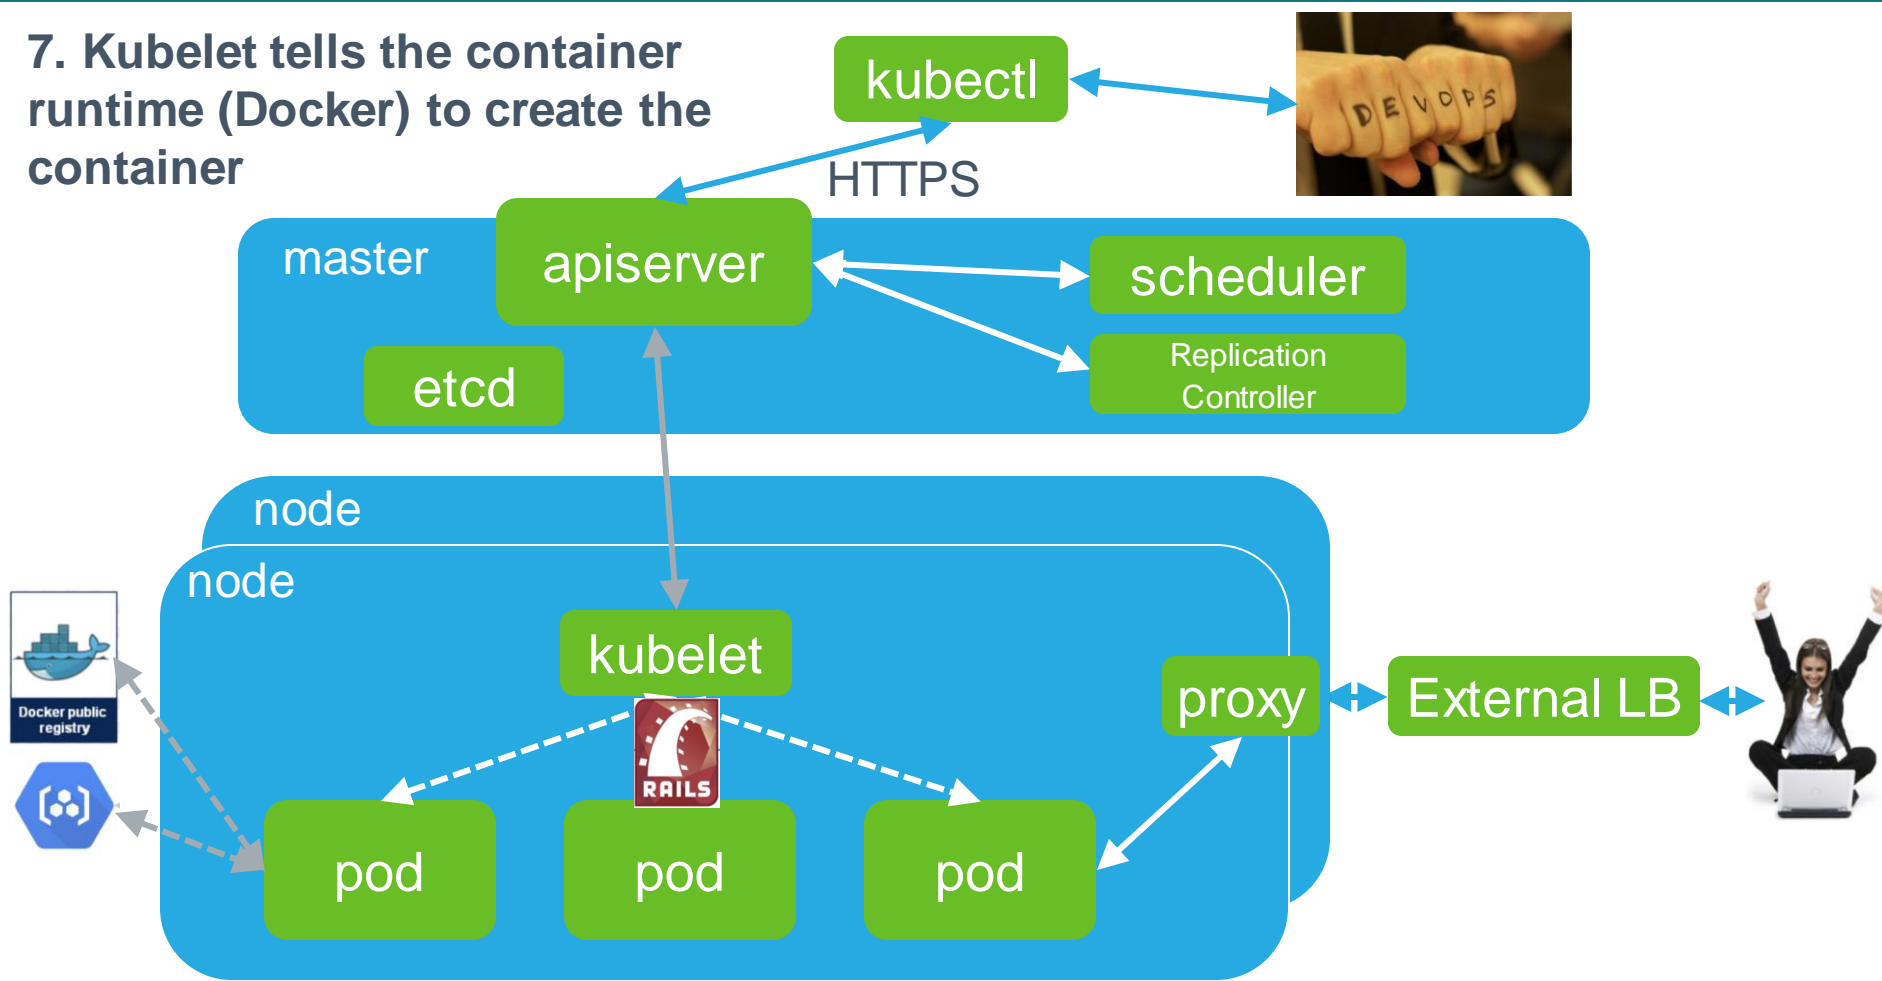 7. Kubelet tells the container
runtime (Docker) to create the
container
kubectl
DEVOPS
HTTPS
master
apiserver
scheduler
Replication
Controller
etcd
node
node
kubelet
Docker public
registry
proxy
External LB
RAILS
pod
pod
pod